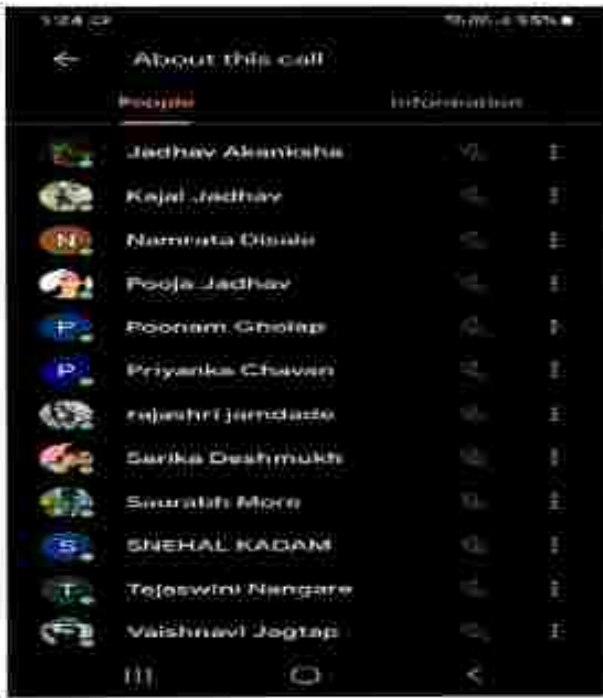 About this call
People Information
Jadhav Akanksha
Kajal Jadhav
N Namrata Disale
Pooja Jadhav
P Poonam Gholap
P Priyanka Chavan
rajashri jamdade
Sarika Deshmukh
Saurabh More
S SNEHAL KADAM
T Tejaswini Nangare
Vaishnavi Jagtap